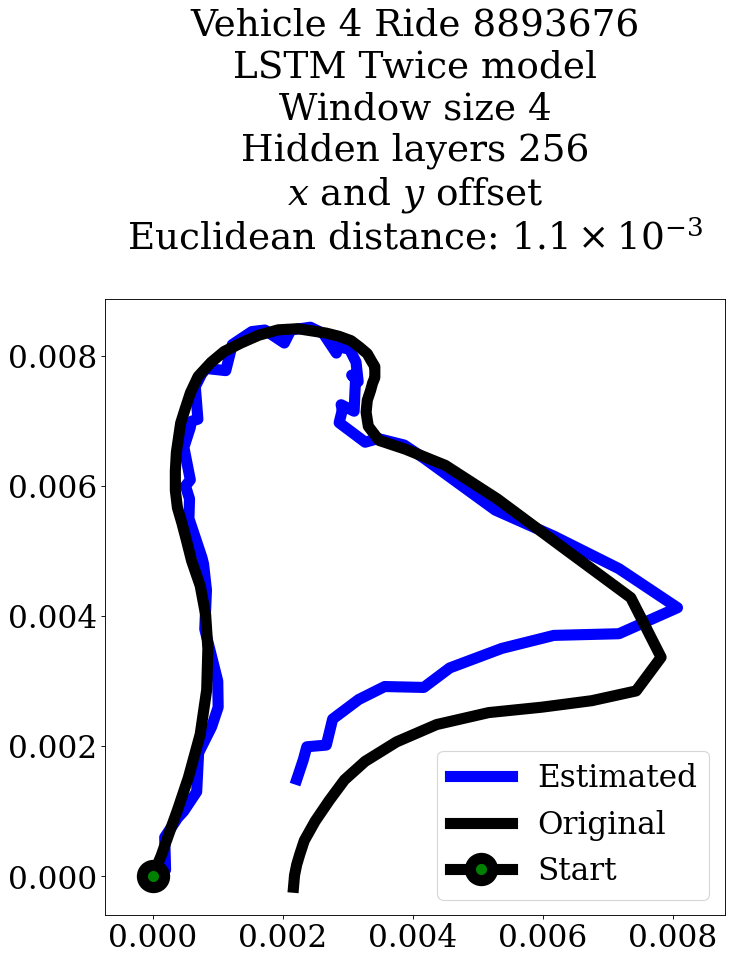 Vehicle 4 Ride 8893676
LSTM Twice model
Window size 4
Hidden layers 256
x and y offset
Euclidean distance: 1.1 × 10⁻³
0.008
0.006
0.004
0.002
0.000
Estimated
Original
Start
0.000 0.002 0.004 0.006 0.008